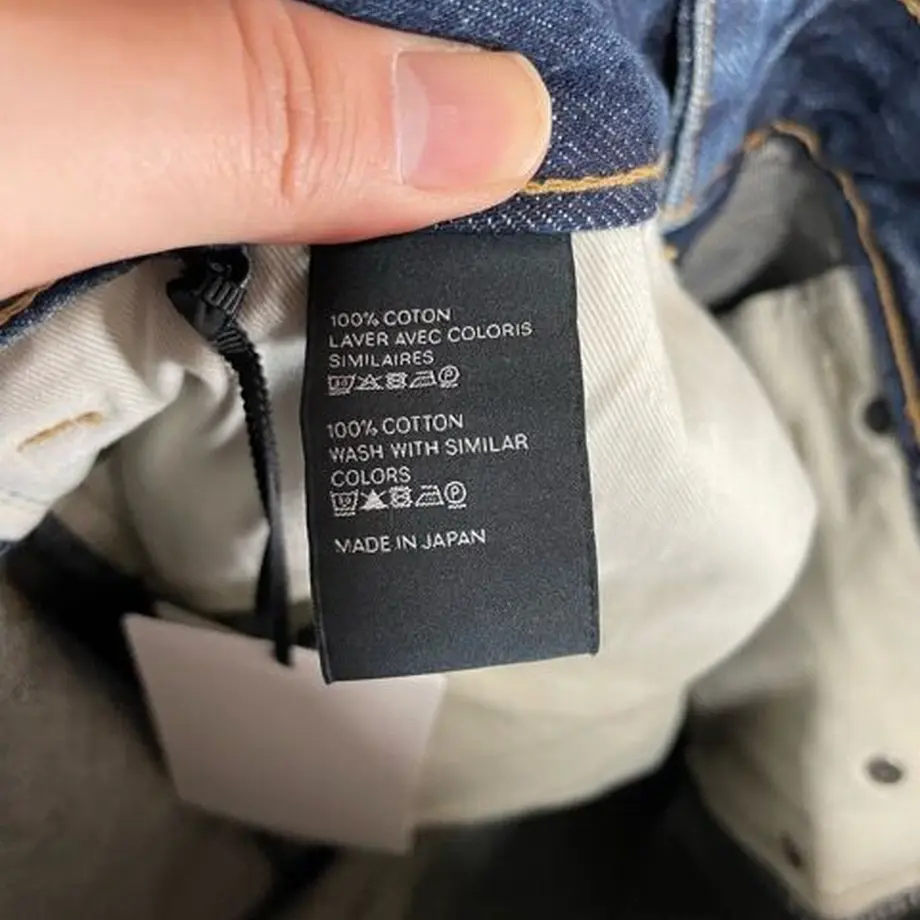 100% COTON
LAVER AVEC COLORIS
SIMILAIRES
100% COTTON
WASH WITH SIMILAR
COLORS
MADE IN JAPAN